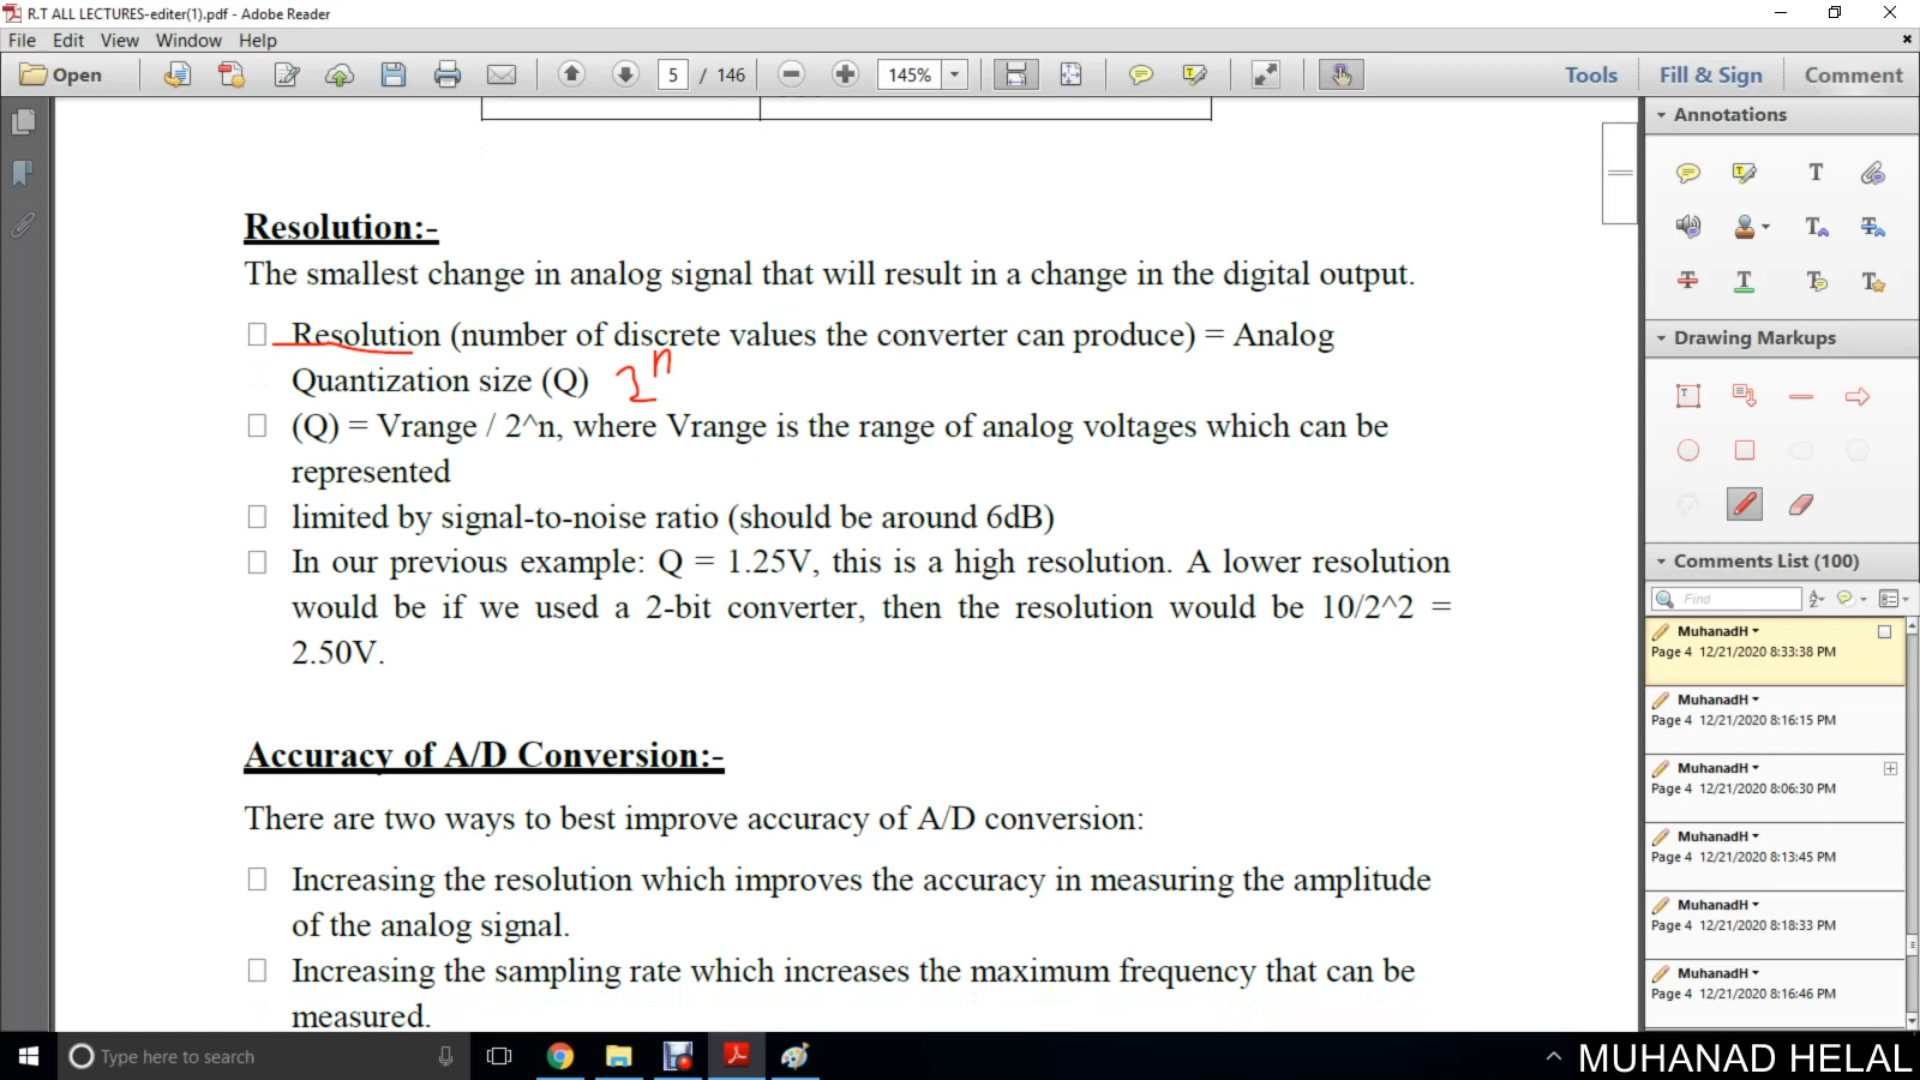 R.T ALL LECTURES-editer(1).pdf - Adobe Reader
File Edit View Window Help
Open 5 / 146 145% Tools Fill & Sign Comment
Annotations
Resolution:-
The smallest change in analog signal that will result in a change in the digital output.
Resolution (number of discrete values the converter can produce) = Analog
Quantization size (Q) 2^n
(Q) = Vrange / 2^n, where Vrange is the range of analog voltages which can be
represented
limited by signal-to-noise ratio (should be around 6dB)
In our previous example: Q = 1.25V, this is a high resolution. A lower resolution
would be if we used a 2-bit converter, then the resolution would be 10/2^2 =
2.50V.
Accuracy of A/D Conversion:-
There are two ways to best improve accuracy of A/D conversion:
Increasing the resolution which improves the accuracy in measuring the amplitude
of the analog signal.
Increasing the sampling rate which increases the maximum frequency that can be
measured.
Drawing Markups
Comments List (100)
Find
MuhanadH
Page 4 12/21/2020 8:33:38 PM
MuhanadH
Page 4 12/21/2020 8:16:15 PM
MuhanadH
Page 4 12/21/2020 8:06:30 PM
MuhanadH
Page 4 12/21/2020 8:13:45 PM
MuhanadH
Page 4 12/21/2020 8:18:33 PM
MuhanadH
Page 4 12/21/2020 8:16:46 PM
Type here to search
MUHANAD HELAL